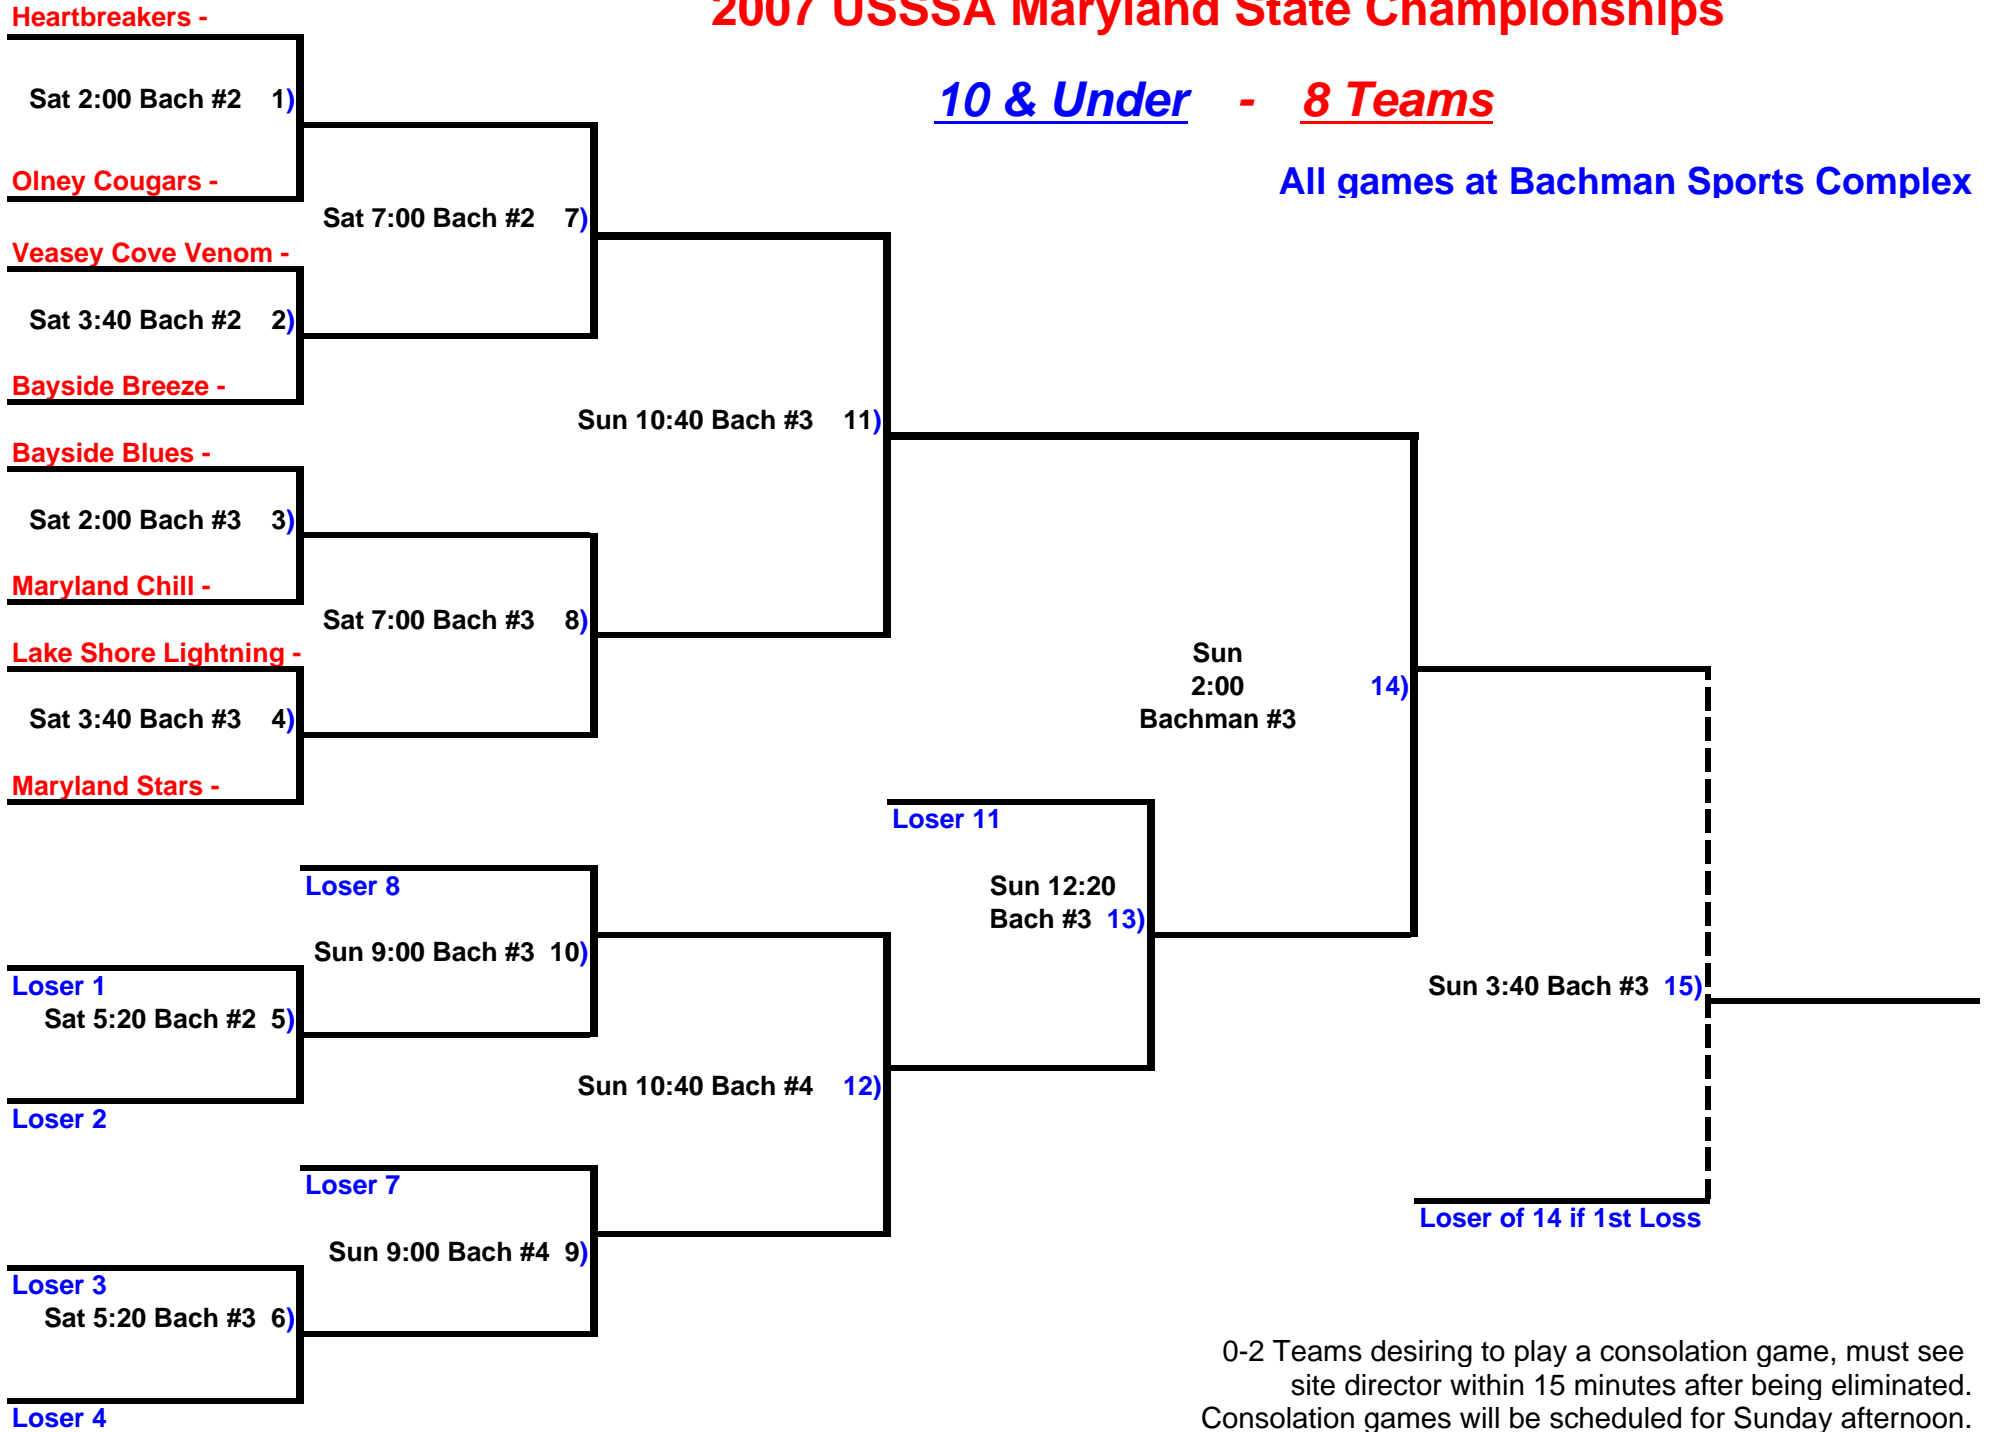 Heartbreakers -
2007 USSSA Maryland State Championships
Sat 2:00 Bach #2 1)
10 & Under - 8 Teams
Olney Cougars -
All games at Bachman Sports Complex
Sat 7:00 Bach #2 7)
Veasey Cove Venom -
Sat 3:40 Bach #2 2)
Bayside Breeze -
Sun 10:40 Bach #3 11)
Bayside Blues -
Sat 2:00 Bach #3 3)
Maryland Chill -
Sat 7:00 Bach #3 8)
Lake Shore Lightning -
Sun
2:00 14)
Bachman #3
Sat 3:40 Bach #3 4)
Maryland Stars -
Loser 11
Loser 8
Sun 12:20
Bach #3 13)
Sun 9:00 Bach #3 10)
Loser 1
Sun 3:40 Bach #3 15)
Sat 5:20 Bach #2 5)
Sun 10:40 Bach #4 12)
Loser 2
Loser 7
Loser of 14 if 1st Loss
Sun 9:00 Bach #4 9)
Loser 3
Sat 5:20 Bach #3 6)
Loser 4
0-2 Teams desiring to play a consolation game, must see
site director within 15 minutes after being eliminated.
Consolation games will be scheduled for Sunday afternoon.